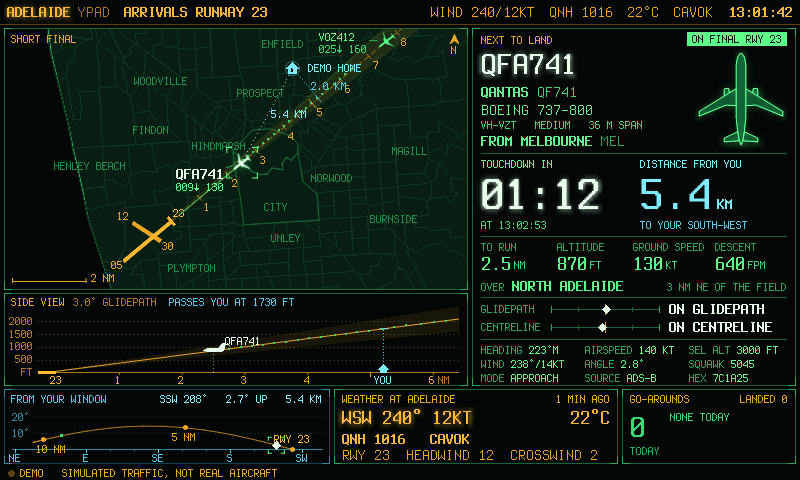 ADELAIDE YPAD ARRIVALS RUNWAY 23 WIND 240/12KT QNH 1016 22°C CAVOK 13:01:42
SHORT FINAL
ENFIELD
VOZ412
025↓ 160
8
N
7
DEMO HOME
WOODVILLE
2.0 KM
6
PROSPECT
5
5.4 KM
FINDON
4
HINDMARSH
3
MAGILL
HENLEY BEACH
QFA741
009↓ 130
2
NORWOOD
1
CITY
12
23
BURNSIDE
30
UNLEY
05
PLYMPTON
2 NM
NEXT TO LAND
ON FINAL RWY 23
QFA741
QANTAS QF741
BOEING 737-800
VH-VZT MEDIUM 36 M SPAN
FROM MELBOURNE MEL
TOUCHDOWN IN
01:12
AT 13:02:53
DISTANCE FROM YOU
5.4 KM
TO YOUR SOUTH-WEST
TO RUN ALTITUDE GROUND SPEED DESCENT
2.5 NM 870 FT 130 KT 640 FPM
OVER NORTH ADELAIDE 3 NM NE OF THE FIELD
GLIDEPATH ON GLIDEPATH
CENTRELINE ON CENTRELINE
HEADING 223°M AIRSPEED 140 KT SEL ALT 3000 FT
WIND 238°/14KT ANGLE 2.8° SQUAWK 5045
MODE APPROACH SOURCE ADS-B HEX 7C1A25
SIDE VIEW 3.0° GLIDEPATH PASSES YOU AT 1730 FT
2000
1500
1000
500
FT
QFA741
23 1 2 3 4 YOU 6 NM
FROM YOUR WINDOW SSW 208° 2.7° UP 5.4 KM
20°
10°
10 NM
5 NM
RWY 23
NE E SE S SW
WEATHER AT ADELAIDE 1 MIN AGO
WSW 240° 12KT 22°C
QNH 1016 CAVOK
RWY 23 HEADWIND 12 CROSSWIND 2
GO-AROUNDS LANDED 0
0 NONE TODAY
TODAY
DEMO SIMULATED TRAFFIC, NOT REAL AIRCRAFT